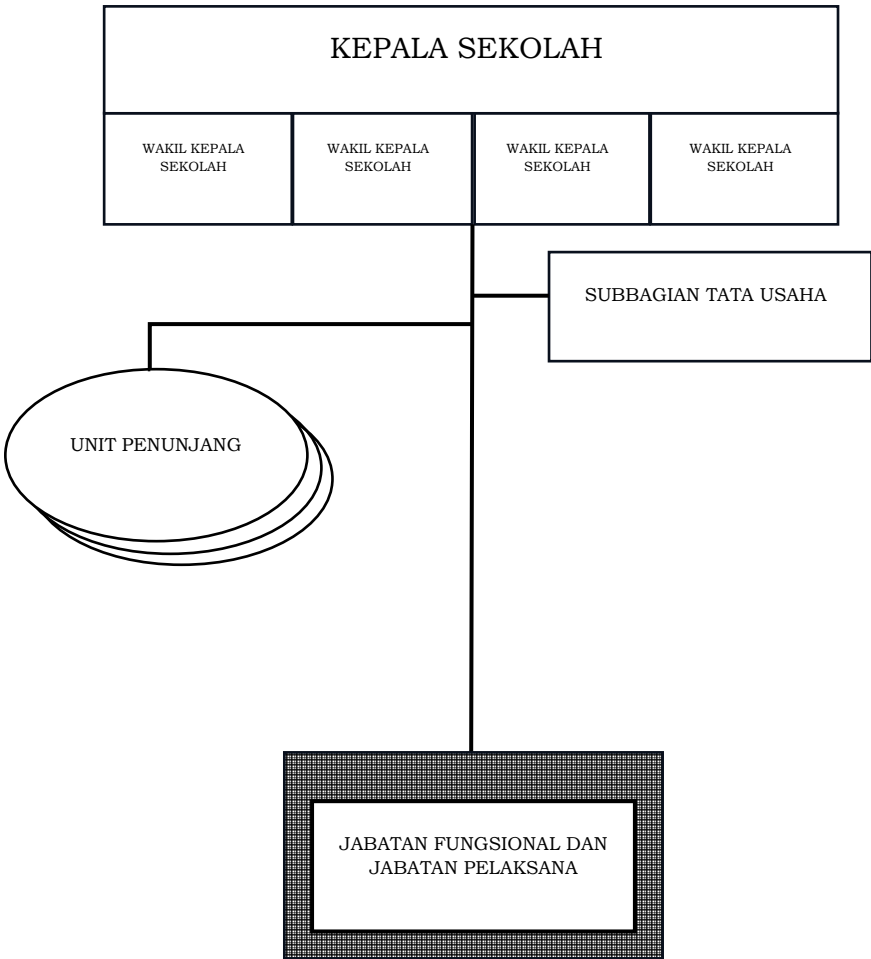 KEPALA SEKOLAH
WAKIL KEPALA
SEKOLAH
WAKIL KEPALA
SEKOLAH
WAKIL KEPALA
SEKOLAH
WAKIL KEPALA
SEKOLAH
SUBBAGIAN TATA USAHA
UNIT PENUNJANG
JABATAN FUNGSIONAL DAN
JABATAN PELAKSANA